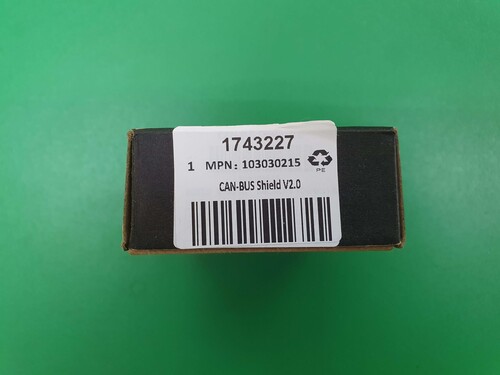 1743227
1 MPN: 103030215
PE
CAN-BUS Shield V2.0